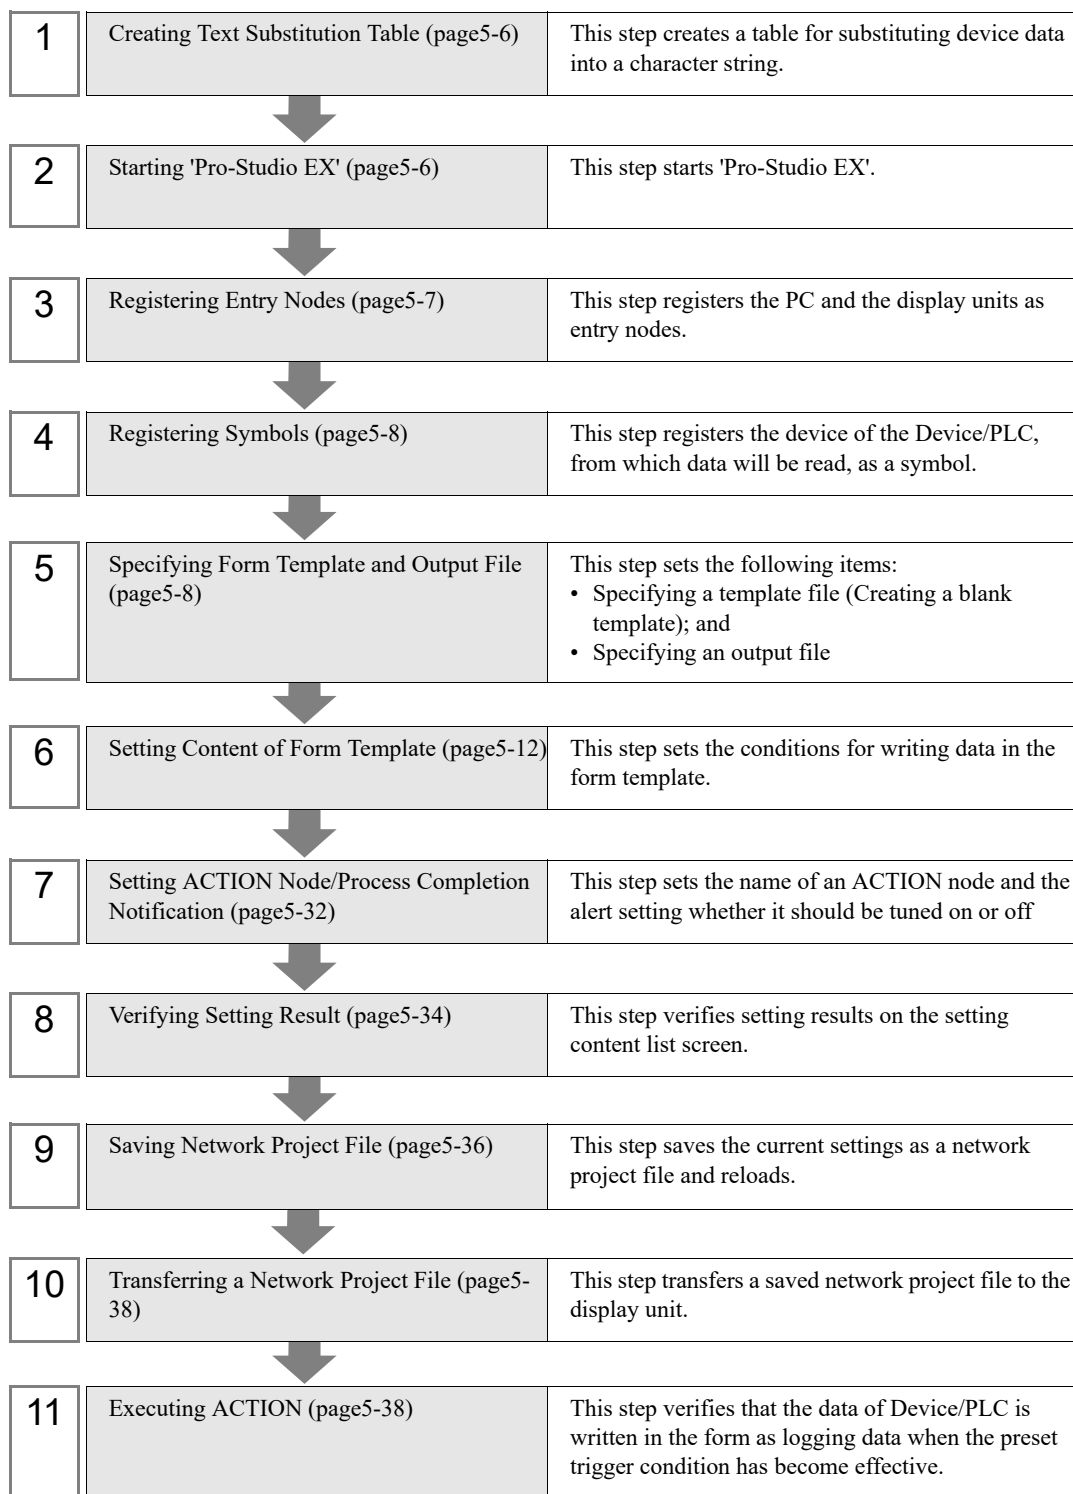 1
Creating Text Substitution Table (page5-6)
This step creates a table for substituting device data
into a character string.
2
Starting 'Pro-Studio EX' (page5-6)
This step starts 'Pro-Studio EX'.
3
Registering Entry Nodes (page5-7)
This step registers the PC and the display units as
entry nodes.
4
Registering Symbols (page5-8)
This step registers the device of the Device/PLC,
from which data will be read, as a symbol.
5
Specifying Form Template and Output File
(page5-8)
This step sets the following items:
• Specifying a template file (Creating a blank
template); and
• Specifying an output file
6
Setting Content of Form Template (page5-12)
This step sets the conditions for writing data in the
form template.
7
Setting ACTION Node/Process Completion
Notification (page5-32)
This step sets the name of an ACTION node and the
alert setting whether it should be tuned on or off
8
Verifying Setting Result (page5-34)
This step verifies setting results on the setting
content list screen.
9
Saving Network Project File (page5-36)
This step saves the current settings as a network
project file and reloads.
10
Transferring a Network Project File (page5-
38)
This step transfers a saved network project file to the
display unit.
11
Executing ACTION (page5-38)
This step verifies that the data of Device/PLC is
written in the form as logging data when the preset
trigger condition has become effective.